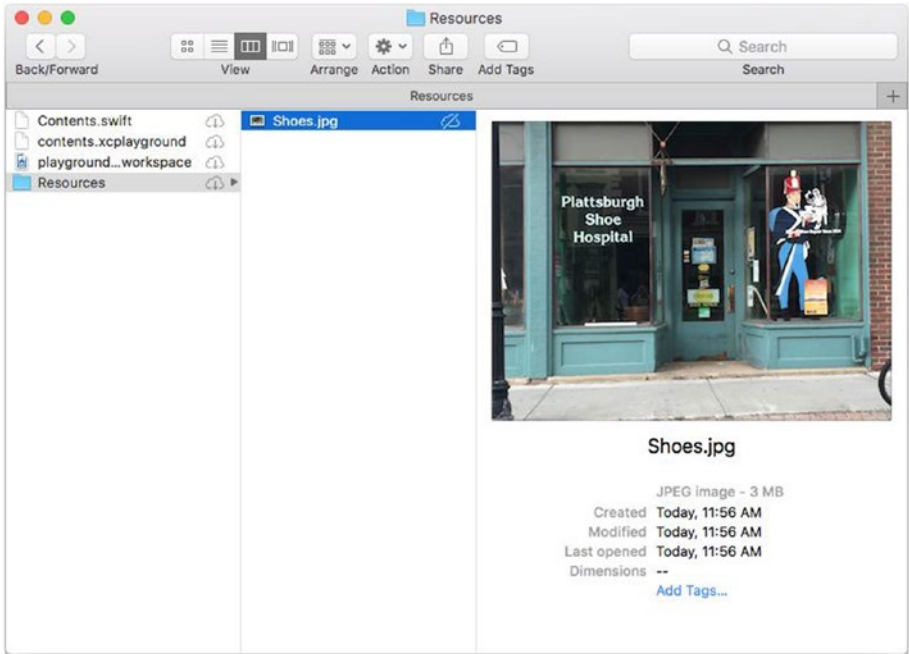 Resources
Back/Forward
View
Arrange
Action
Share
Add Tags
Search
Search
Resources
Contents.swift
contents.xcplayground
playground...workspace
Resources
Shoes.jpg
Plattsburgh
Shoe
Hospital
Shoes.jpg
JPEG image - 3 MB
Created Today, 11:56 AM
Modified Today, 11:56 AM
Last opened Today, 11:56 AM
Dimensions --
Add Tags...